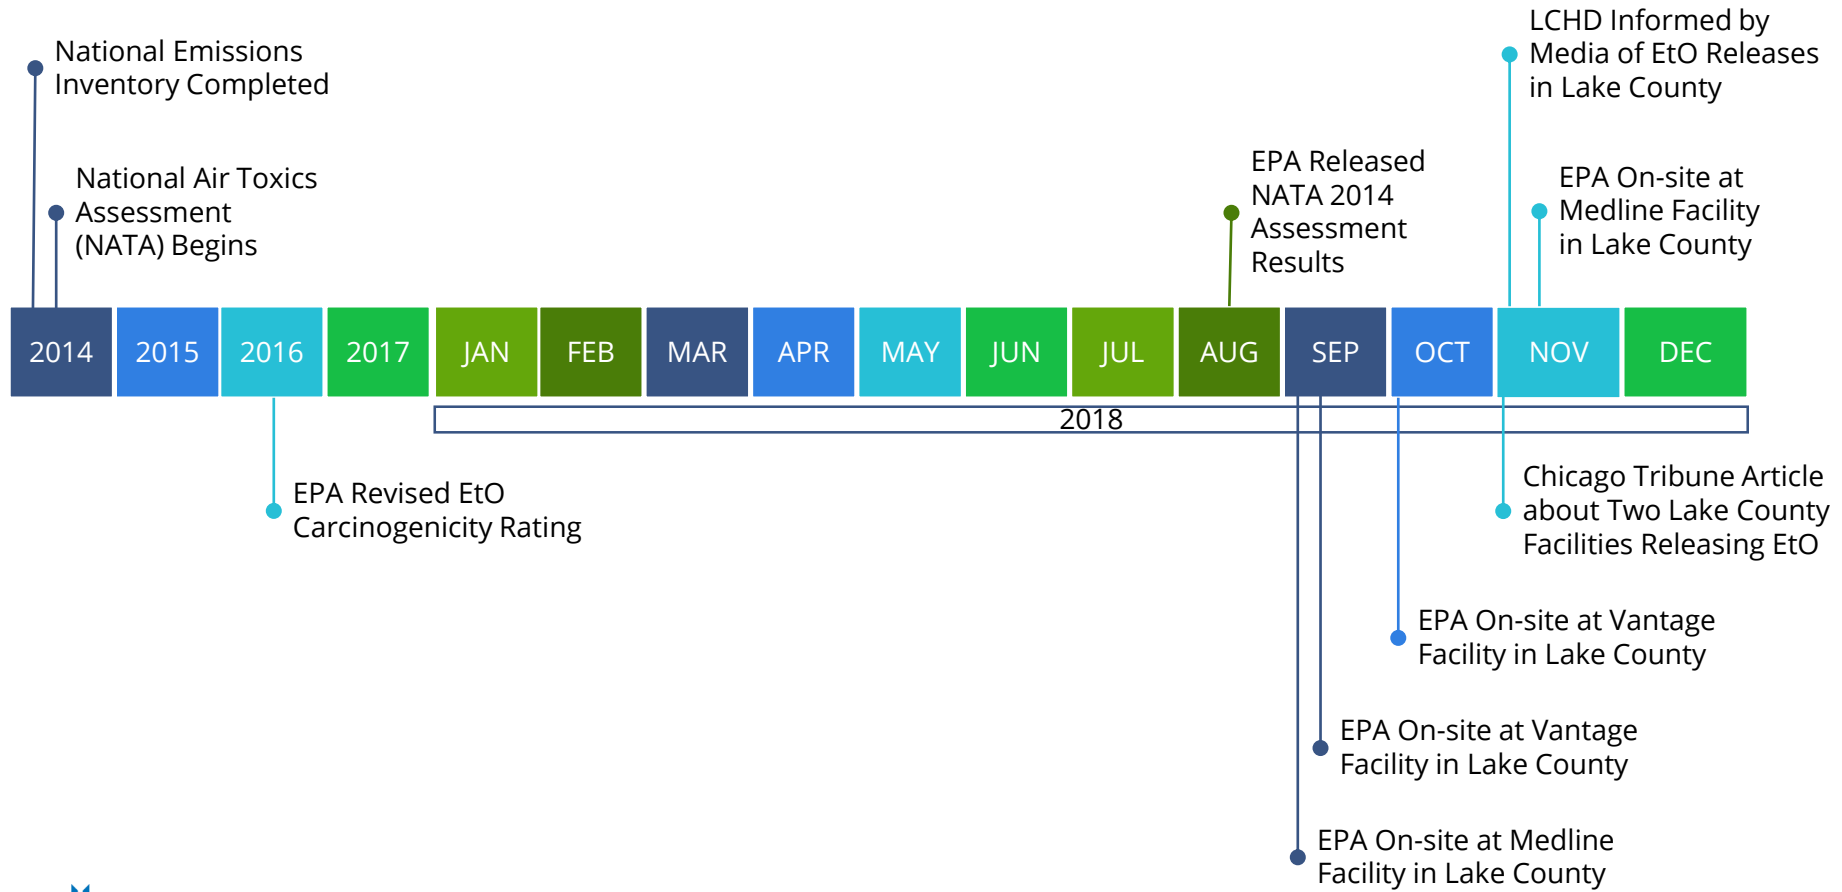 National Emissions
Inventory Completed
National Air Toxics
Assessment
(NATA) Begins
EPA Released
NATA 2014
Assessment
Results
LCHD Informed by
Media of EtO Releases
in Lake County
EPA On-site at
Medline Facility
in Lake County
2014 2015 2016 2017 JAN FEB MAR APR MAY JUN JUL AUG SEP OCT NOV DEC
2018
EPA Revised EtO
Carcinogenicity Rating
Chicago Tribune Article
about Two Lake County
Facilities Releasing EtO
EPA On-site at Vantage
Facility in Lake County
EPA On-site at Vantage
Facility in Lake County
EPA On-site at Medline
Facility in Lake County